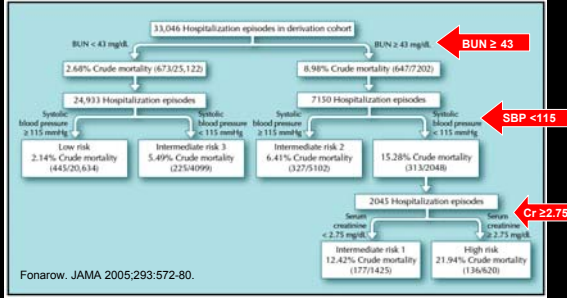 33,046 Hospitalization episodes in derivation cohort
BUN < 43 mg/dL
BUN ≥ 43 mg/dL
BUN ≥ 43
2.68% Crude mortality (673/25,122)
8.98% Crude mortality (647/7202)
24,933 Hospitalization episodes
7150 Hospitalization episodes
Systolic
blood pressure
≥ 115 mmHg
Systolic
blood pressure
< 115 mmHg
Systolic
blood pressure
≥ 115 mmHg
Systolic
blood pressure
< 115 mmHg
SBP <115
Low risk
2.14% Crude mortality
(445/20,634)
Intermediate risk 3
5.49% Crude mortality
(225/4099)
Intermediate risk 2
6.41% Crude mortality
(327/5102)
15.28% Crude mortality
(313/2048)
2045 Hospitalization episodes
Serum
creatinine
< 2.75 mg/dL
Serum
creatinine
≥ 2.75 mg/dL
Cr ≥2.75
Intermediate risk 1
12.42% Crude mortality
(177/1425)
High risk
21.94% Crude mortality
(136/620)
Fonarow. JAMA 2005;293:572-80.